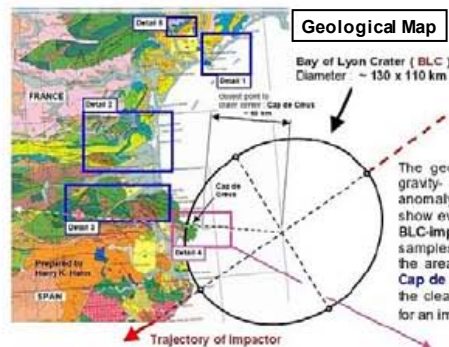 Geological Map
Detail 5
Bay of Lyon Crater ( BLC )
Diameter : ~ 130 x 110 km
Detail 1
FRANCE
closest point to
crater center : Cap de Creus
Detail 2
Cap de
Creus
Detail 3
Detail 4
The geo
gravity-
anomaly
show ev
BLC-imp
samples
the area
Cap de
the clea
for an im
Prepared by
Harry K. Hahn
SPAIN
Trajectory of Impactor